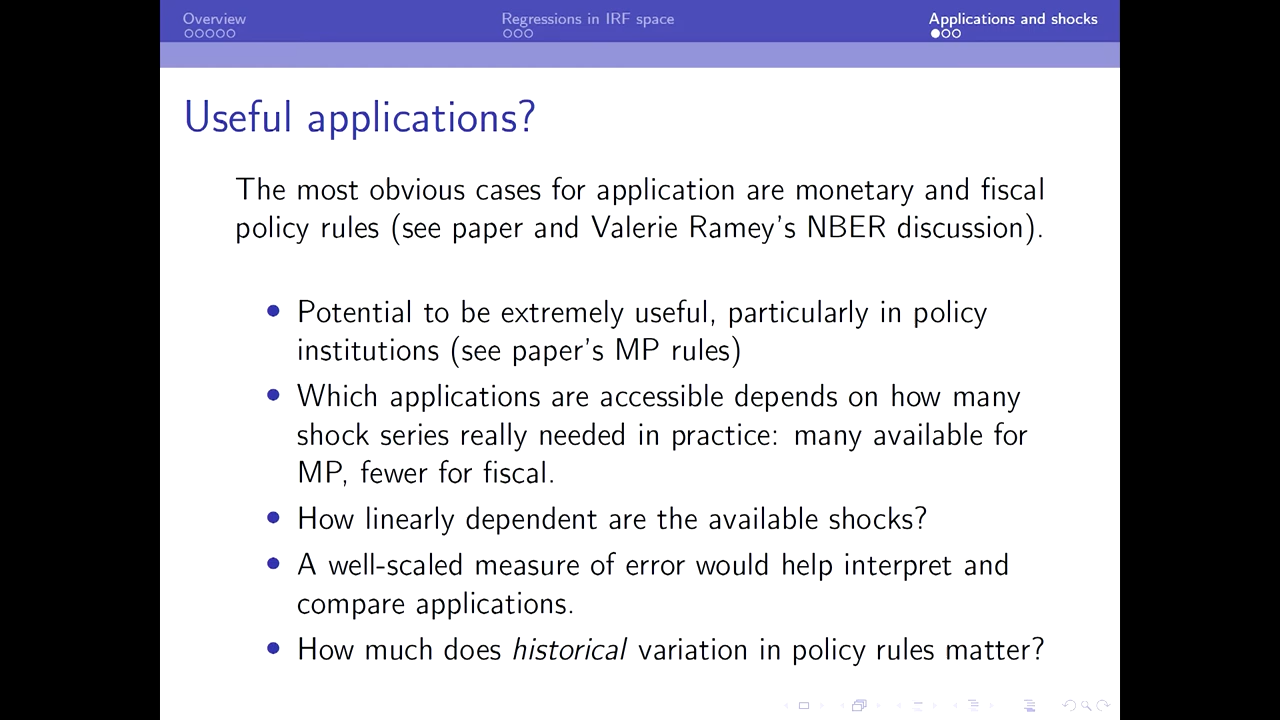 Overview
Regressions in IRF space
Applications and shocks
Useful applications?
The most obvious cases for application are monetary and fiscal
policy rules (see paper and Valerie Ramey's NBER discussion).
• Potential to be extremely useful, particularly in policy
institutions (see paper's MP rules)
• Which applications are accessible depends on how many
shock series really needed in practice: many available for
MP, fewer for fiscal.
• How linearly dependent are the available shocks?
• A well-scaled measure of error would help interpret and
compare applications.
• How much does historical variation in policy rules matter?